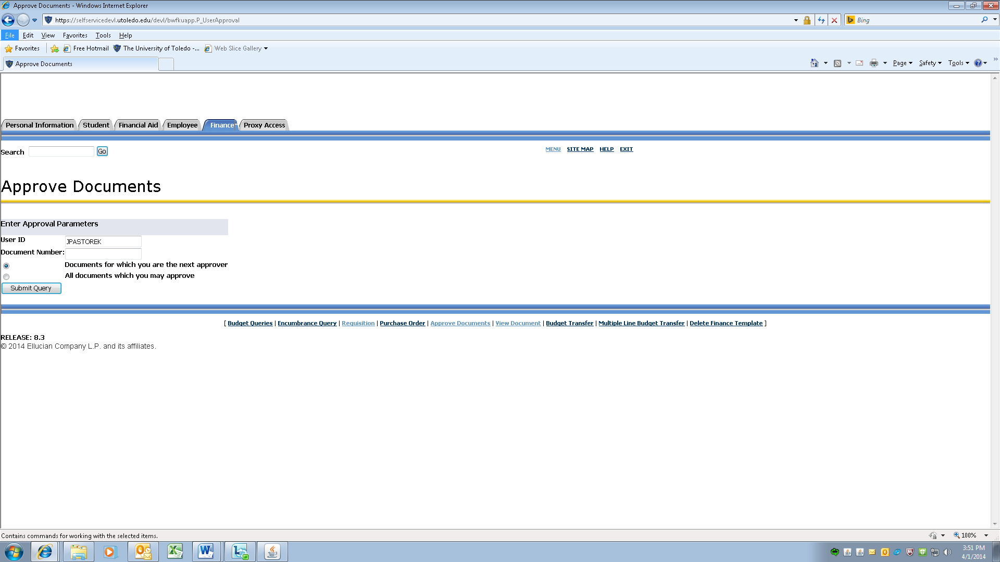 Approve Documents - Windows Internet Explorer
https://selfservicedevl.utoledo.edu/devl/bwfkuapp.P_UserApproval
Bing
File Edit View Favorites Tools Help
Favorites Free Hotmail The University of Toledo -... Web Slice Gallery
Approve Documents
Page Safety Tools
Personal Information Student Financial Aid Employee Finance Proxy Access
Search Go MENU SITE MAP HELP EXIT
Approve Documents
Enter Approval Parameters
User ID JPASTOREK
Document Number:
Documents for which you are the next approver
All documents which you may approve
Submit Query
[ Budget Queries | Encumbrance Query | Requisition | Purchase Order | Approve Documents | View Document | Budget Transfer | Multiple Line Budget Transfer | Delete Finance Template ]
RELEASE: 8.3
© 2014 Ellucian Company L.P. and its affiliates.
Contains commands for working with the selected items.
100%
3:51 PM
4/1/2014